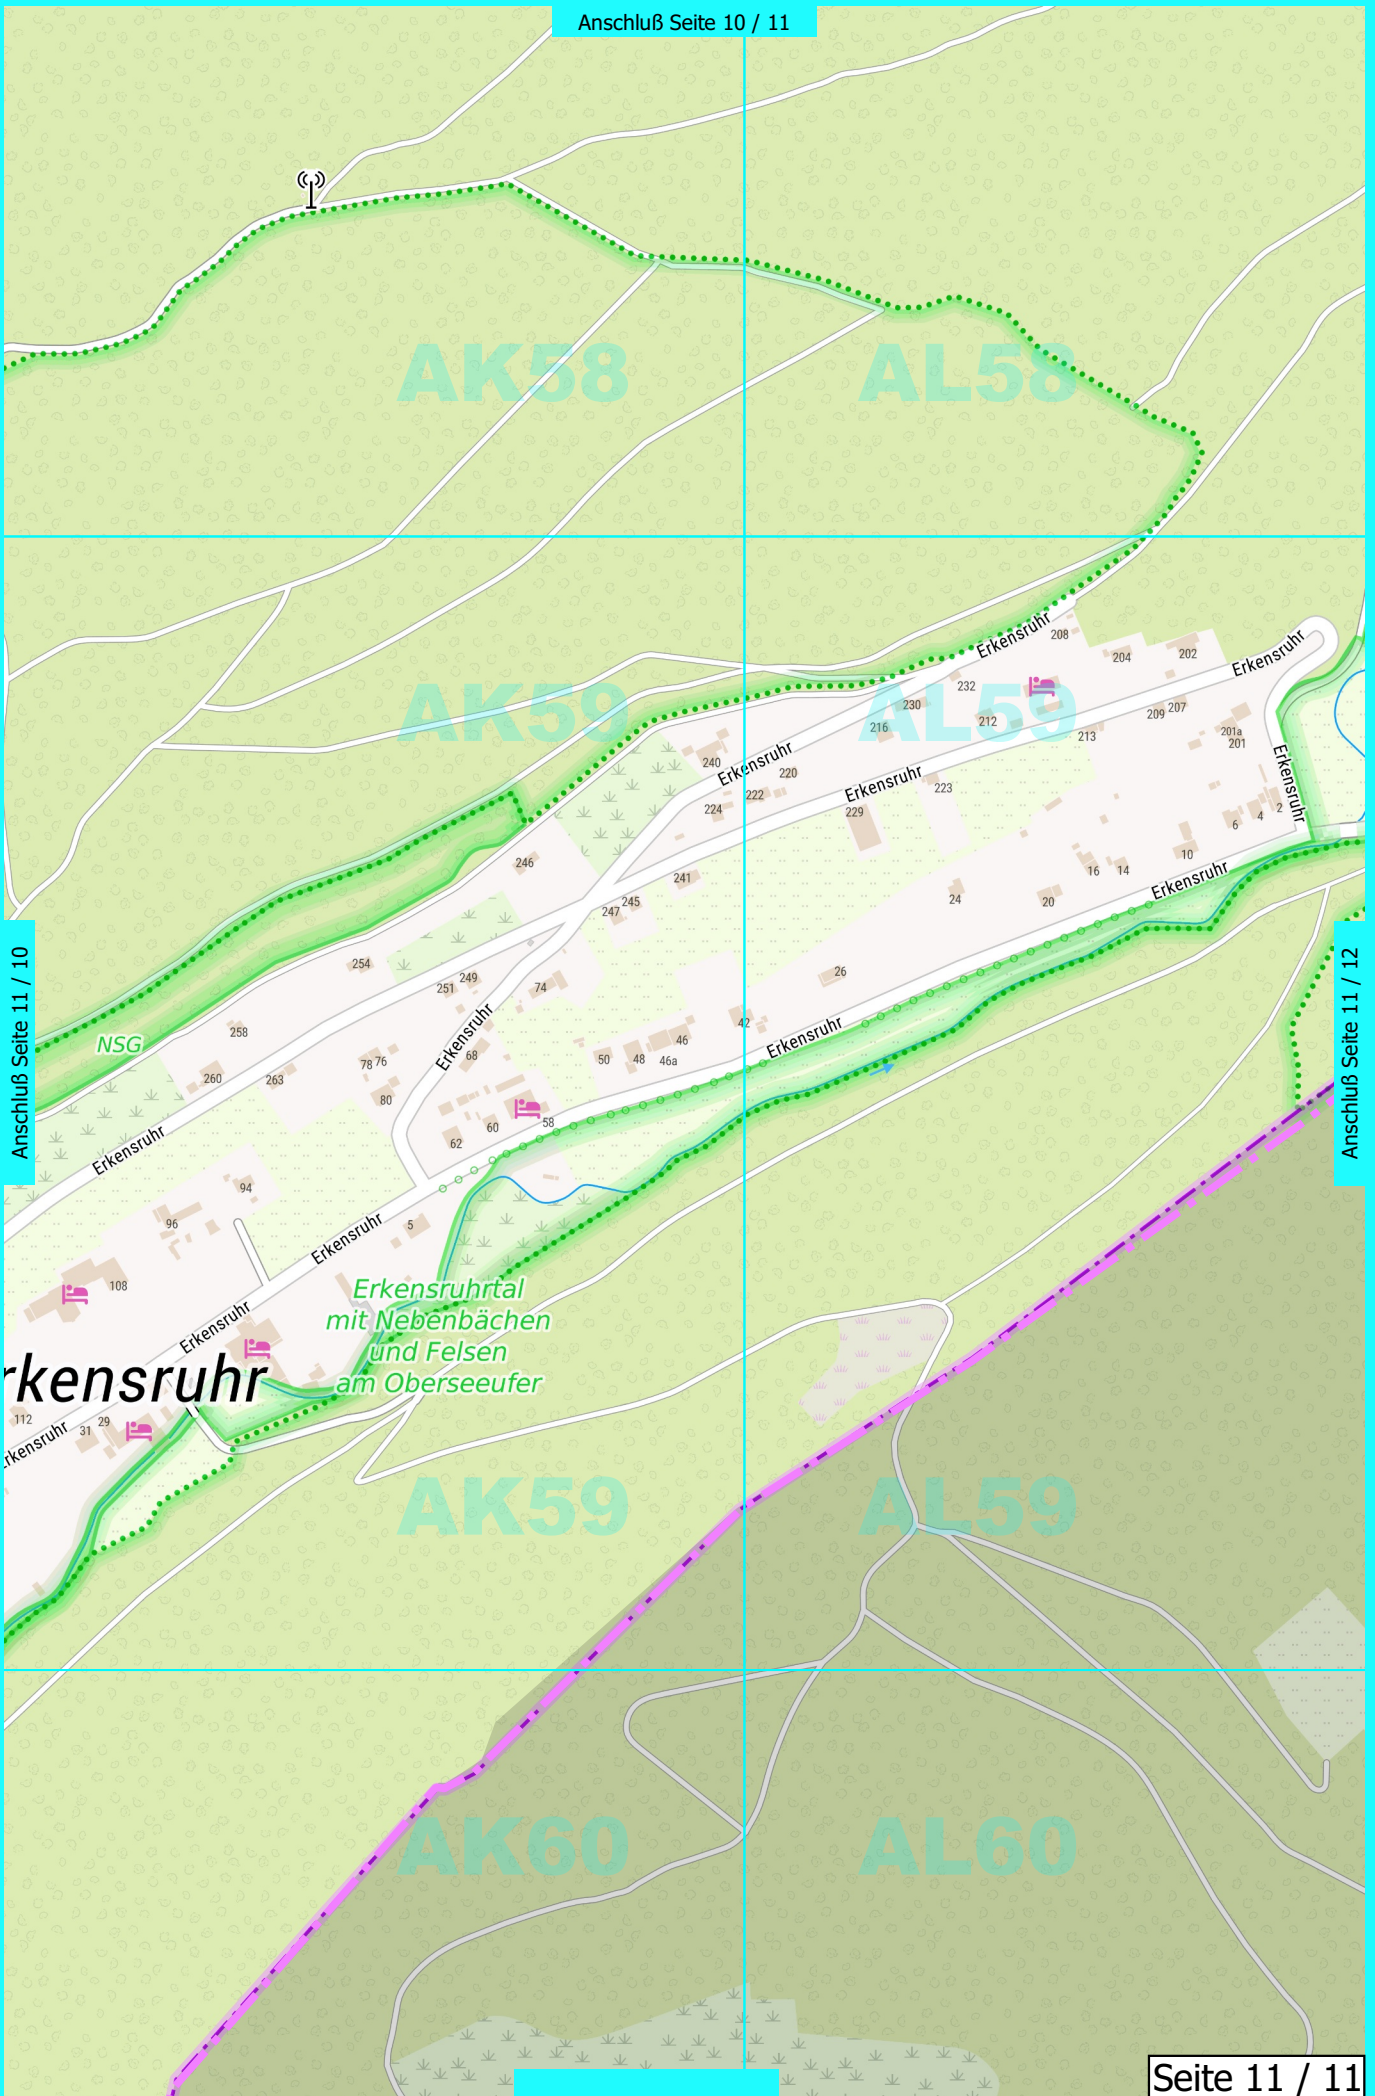 Anschluß Seite 10 / 11
AK58
AL58
Erkensruhr
208
204
202
Erkensruhr
AK59
AL59
232
230
216
212
209
207
213
201a
201
240
Erkensruhr
220
222
224
Erkensruhr
223
229
Erkensruhr
2
4
6
10
246
241
245
247
16
14
Erkensruhr
24
20
Anschluß Seite 11 / 10
Anschluß Seite 11 / 12
254
249
251
74
26
NSG
258
Erkensruhr
42
Erkensruhr
46
46a
48
50
68
78
76
260
263
80
58
60
62
Erkensruhr
94
96
5
Erkensruhr
108
Erkensruhrtal
mit Nebenbächen
und Felsen
am Oberseeufer
Erkensruhr
rkensruhr
112
29
31
rkensruhr
AK59
AL59
AK60
AL60
Seite 11 / 11